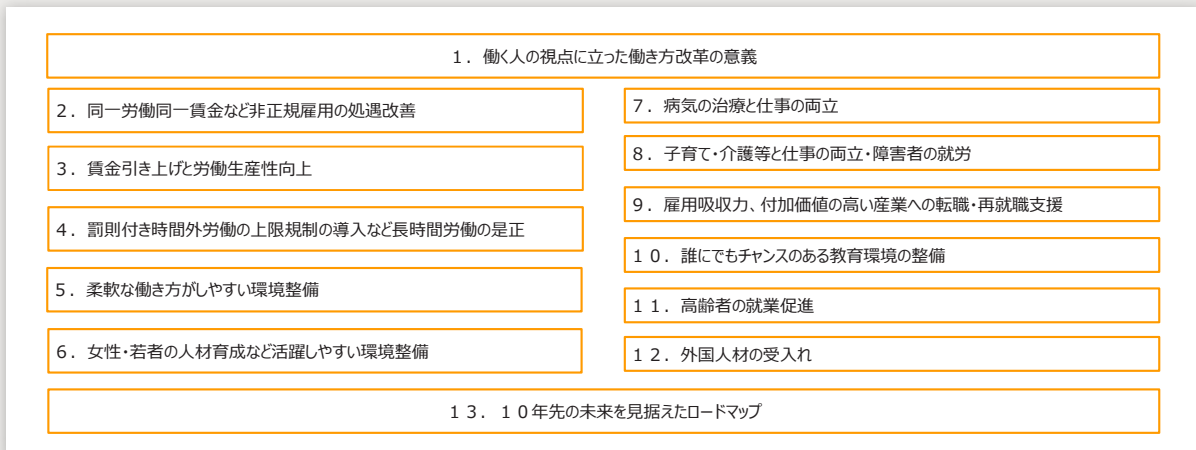 1．働く人の視点に立った働き方改革の意義
2．同一労働同一賃金など非正規雇用の処遇改善
3．賃金引き上げと労働生産性向上
4．罰則付き時間外労働の上限規制の導入など長時間労働の是正
5．柔軟な働き方がしやすい環境整備
6．女性・若者の人材育成など活躍しやすい環境整備
7．病気の治療と仕事の両立
8．子育て・介護等と仕事の両立・障害者の就労
9．雇用吸収力、付加価値の高い産業への転職・再就職支援
10．誰にでもチャンスのある教育環境の整備
11．高齢者の就業促進
12．外国人材の受入れ
13．10年先の未来を見据えたロードマップ